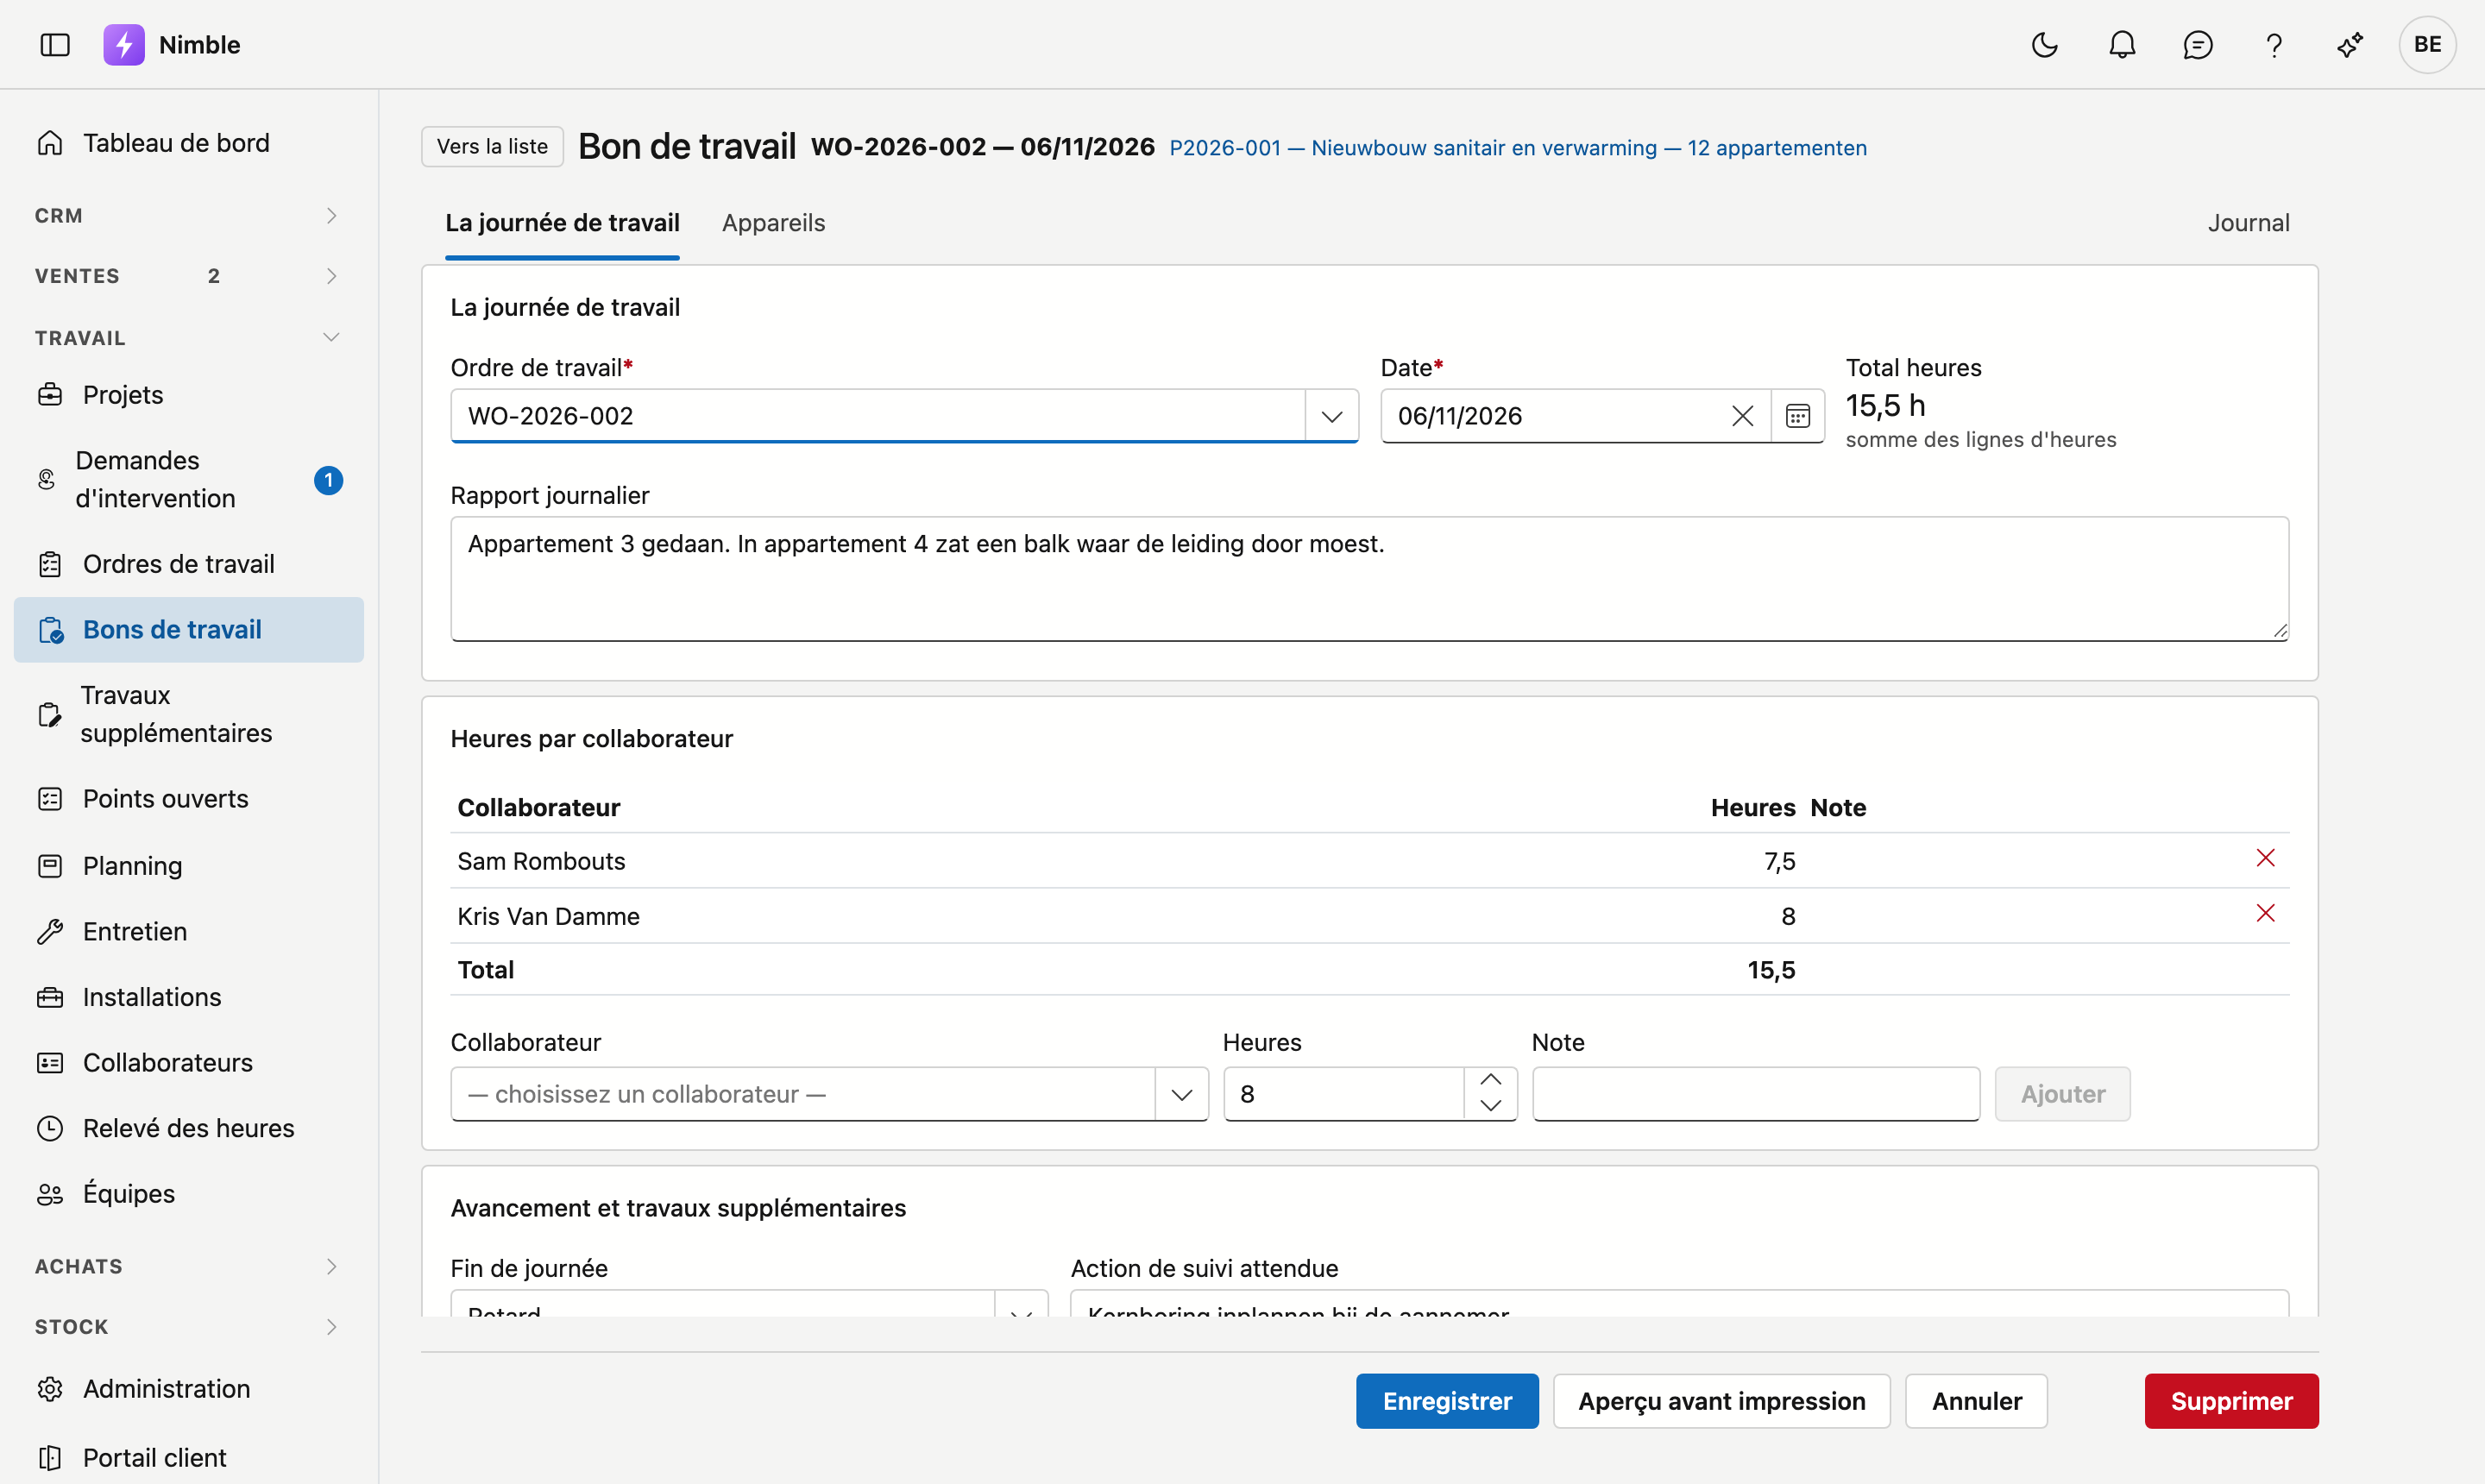 Nimble
BE
Tableau de bord
CRM
VENTES 2
TRAVAIL
Projets
Demandes
d'intervention
1
Ordres de travail
Bons de travail
Travaux
supplémentaires
Points ouverts
Planning
Entretien
Installations
Collaborateurs
Relevé des heures
Équipes
ACHATS
STOCK
Administration
Portail client
Vers la liste Bon de travail WO-2026-002 — 06/11/2026 P2026-001 — Nieuwbouw sanitair en verwarming — 12 appartementen
La journée de travail Appareils Journal
La journée de travail
Ordre de travail* Date* Total heures
WO-2026-002 06/11/2026 15,5 h
somme des lignes d'heures
Rapport journalier
Appartement 3 gedaan. In appartement 4 zat een balk waar de leiding door moest.
Heures par collaborateur
Collaborateur Heures Note
Sam Rombouts 7,5
Kris Van Damme 8
Total 15,5
Collaborateur Heures Note
— choisissez un collaborateur — 8 Ajouter
Avancement et travaux supplémentaires
Fin de journée Action de suivi attendue
Retard Kernboring inplannen bij de aannemer
Enregistrer Aperçu avant impression Annuler Supprimer